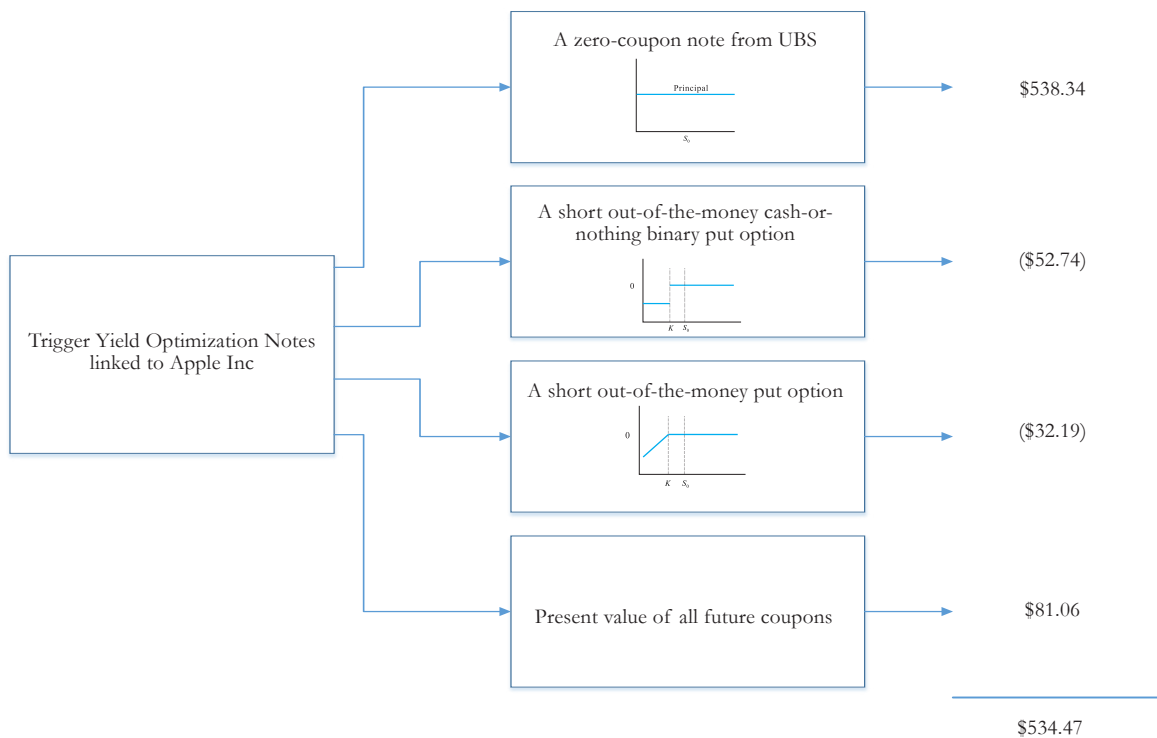 A zero-coupon note from UBS
Principal
S0
$538.34
A short out-of-the-money cash-or-
nothing binary put option
0
K S0
($52.74)
Trigger Yield Optimization Notes
linked to Apple Inc
A short out-of-the-money put option
0
K S0
($32.19)
Present value of all future coupons
$81.06
$534.47